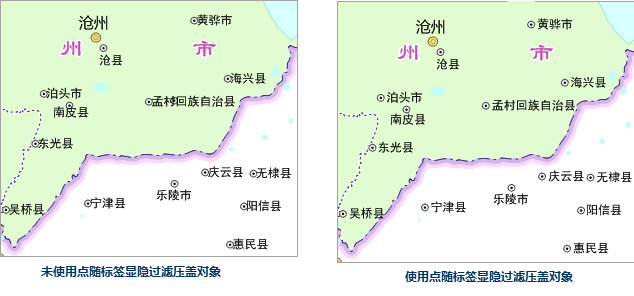 沧州
黄骅市
州 市
沧县
海兴县
泊头市
孟村回族自治县
南皮县
东光县
庆云县
无棣县
乐陵市
宁津县
吴桥县
阳信县
惠民县
未使用点随标签显隐过滤压盖对象
沧州
黄骅市
州 市
沧县
海兴县
泊头市
孟村回族自治县
南皮县
东光县
庆云县
无棣县
乐陵市
宁津县
吴桥县
阳信县
惠民县
使用点随标签显隐过滤压盖对象